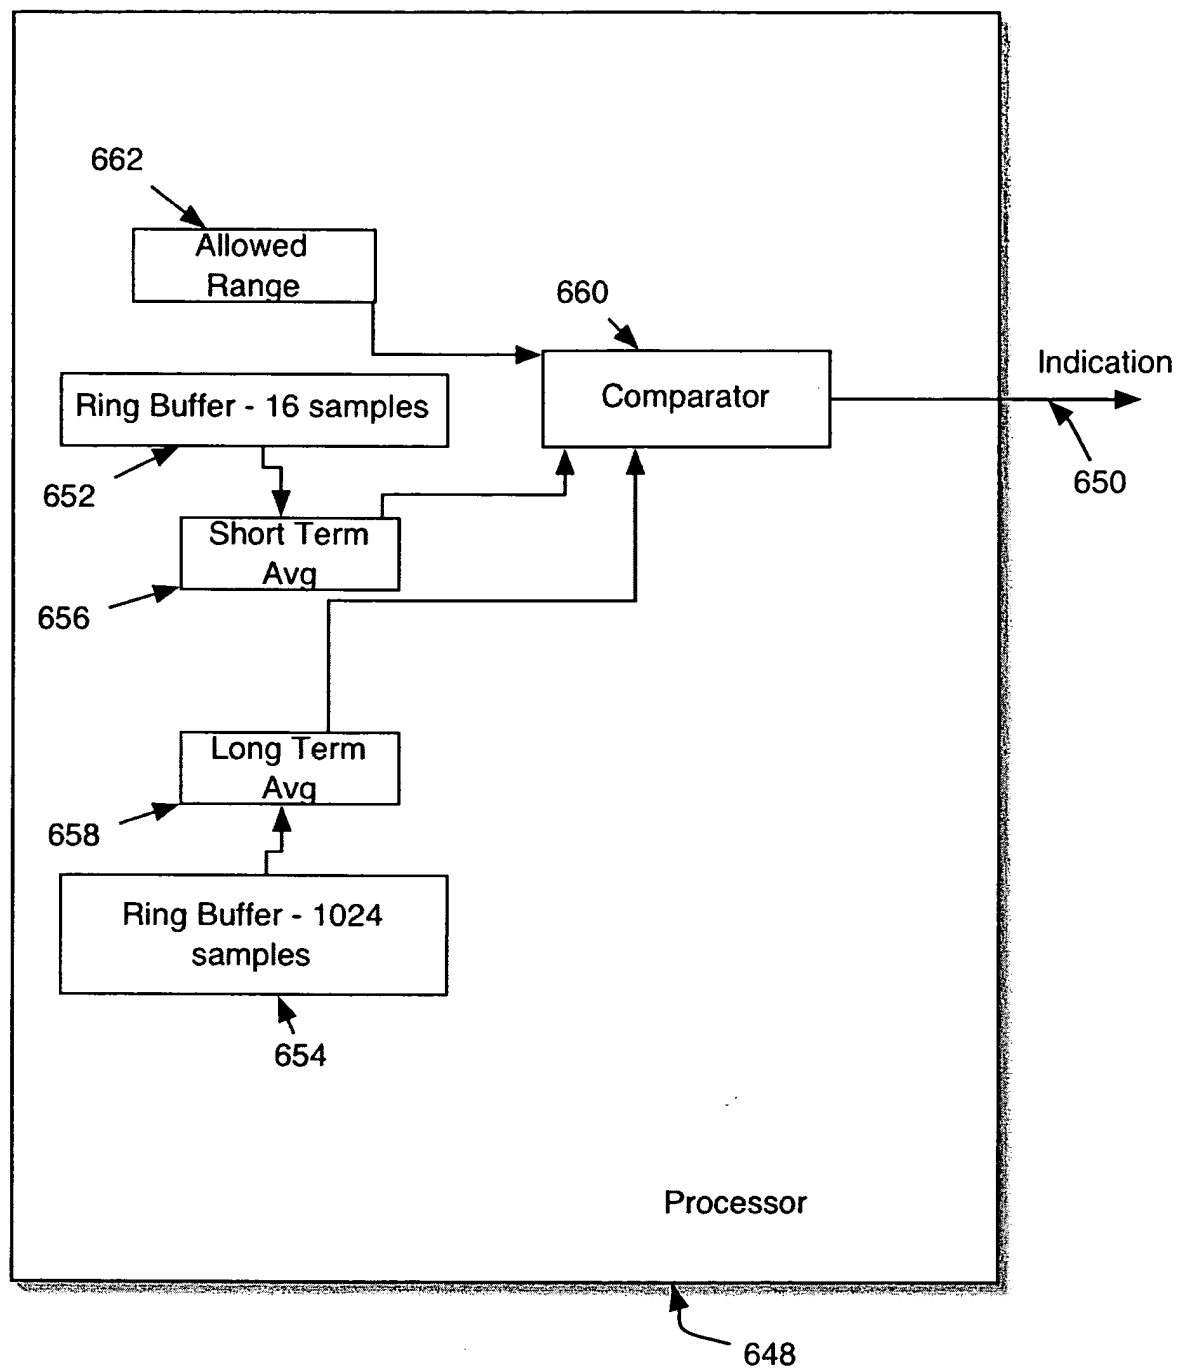 662
Allowed
Range
660
Indication
Comparator
Ring Buffer - 16 samples
650
652
Short Term
Avg
656
Long Term
Avg
658
Ring Buffer - 1024
samples
654
Processor
648